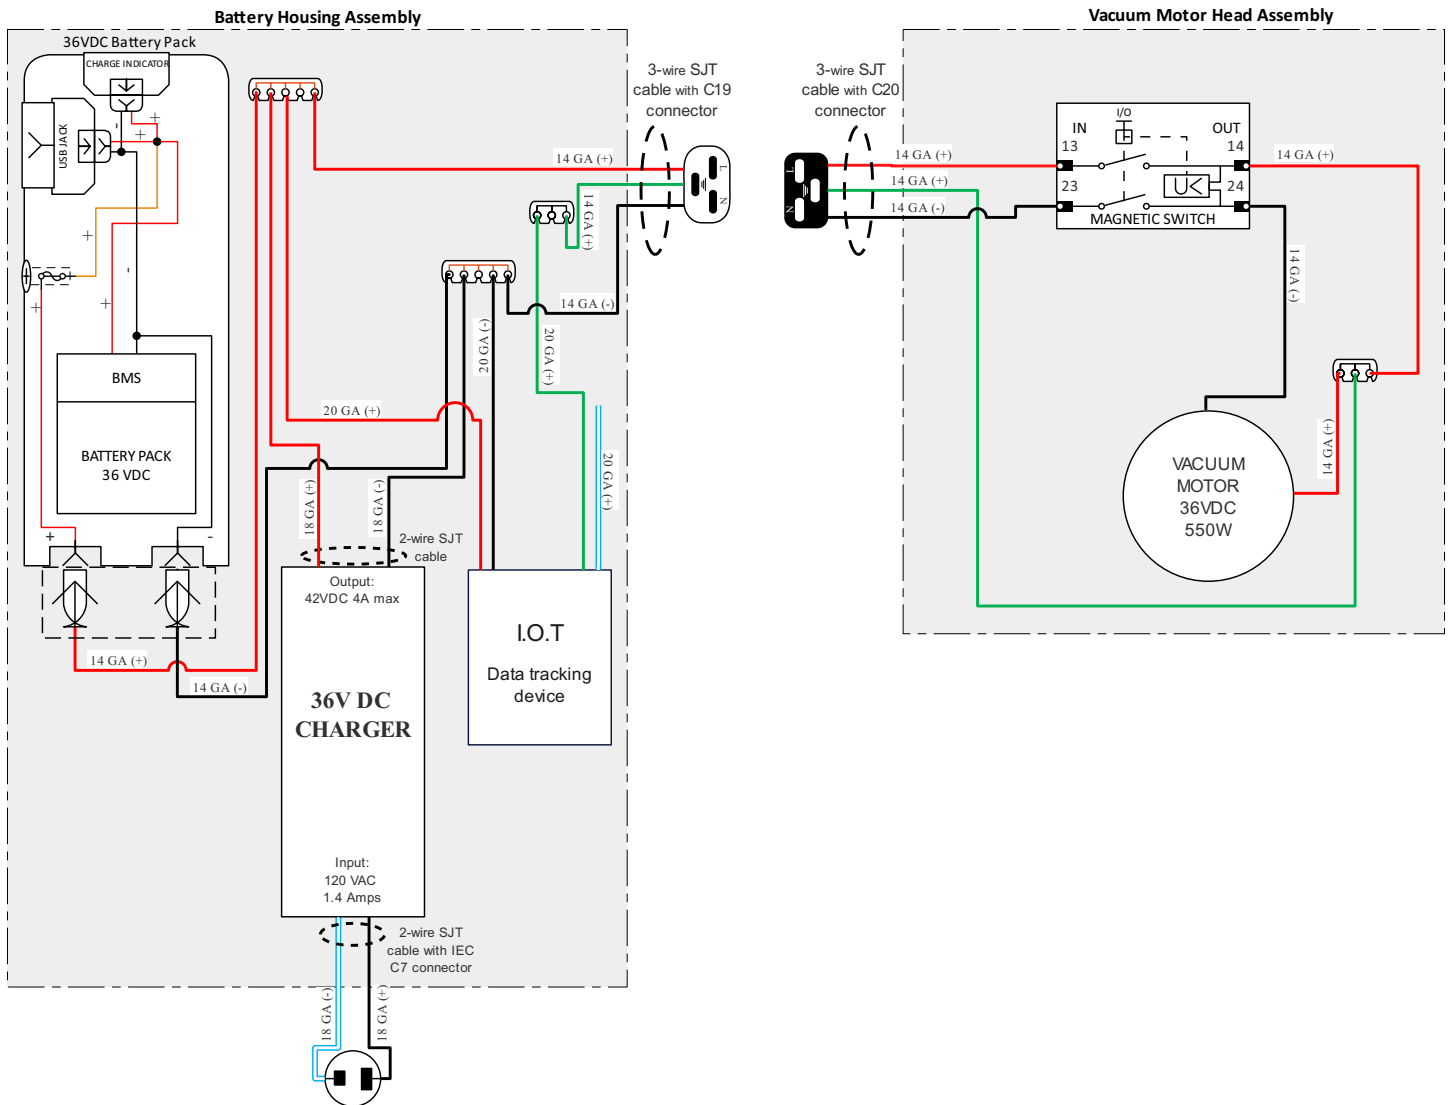 Battery Housing Assembly
Vacuum Motor Head Assembly
36VDC Battery Pack
CHARGE INDICATOR
USB JACK
+
+
+
-
+
+
-
+
+
BMS
BATTERY PACK
36 VDC
+
-
14 GA (+)
14 GA (-)
20 GA (+)
18 GA (+)
18 GA (-)
20 GA (-)
2-wire SJT
cable
Output:
42VDC 4A max
36V DC
CHARGER
Input:
120 VAC
1.4 Amps
2-wire SJT
cable with IEC
C7 connector
18 GA (-)
18 GA (+)
I.O.T
Data tracking
device
20 GA (+)
20 GA (+)
14 GA (+)
14 GA (+)
14 GA (-)
3-wire SJT
cable with C19
connector
L
N
3-wire SJT
cable with C20
connector
L
N
14 GA (+)
14 GA (+)
14 GA (-)
I/O
IN
OUT
13
14
23
24
U<
MAGNETIC SWITCH
14 GA (+)
14 GA (-)
14 GA (+)
VACUUM
MOTOR
36VDC
550W